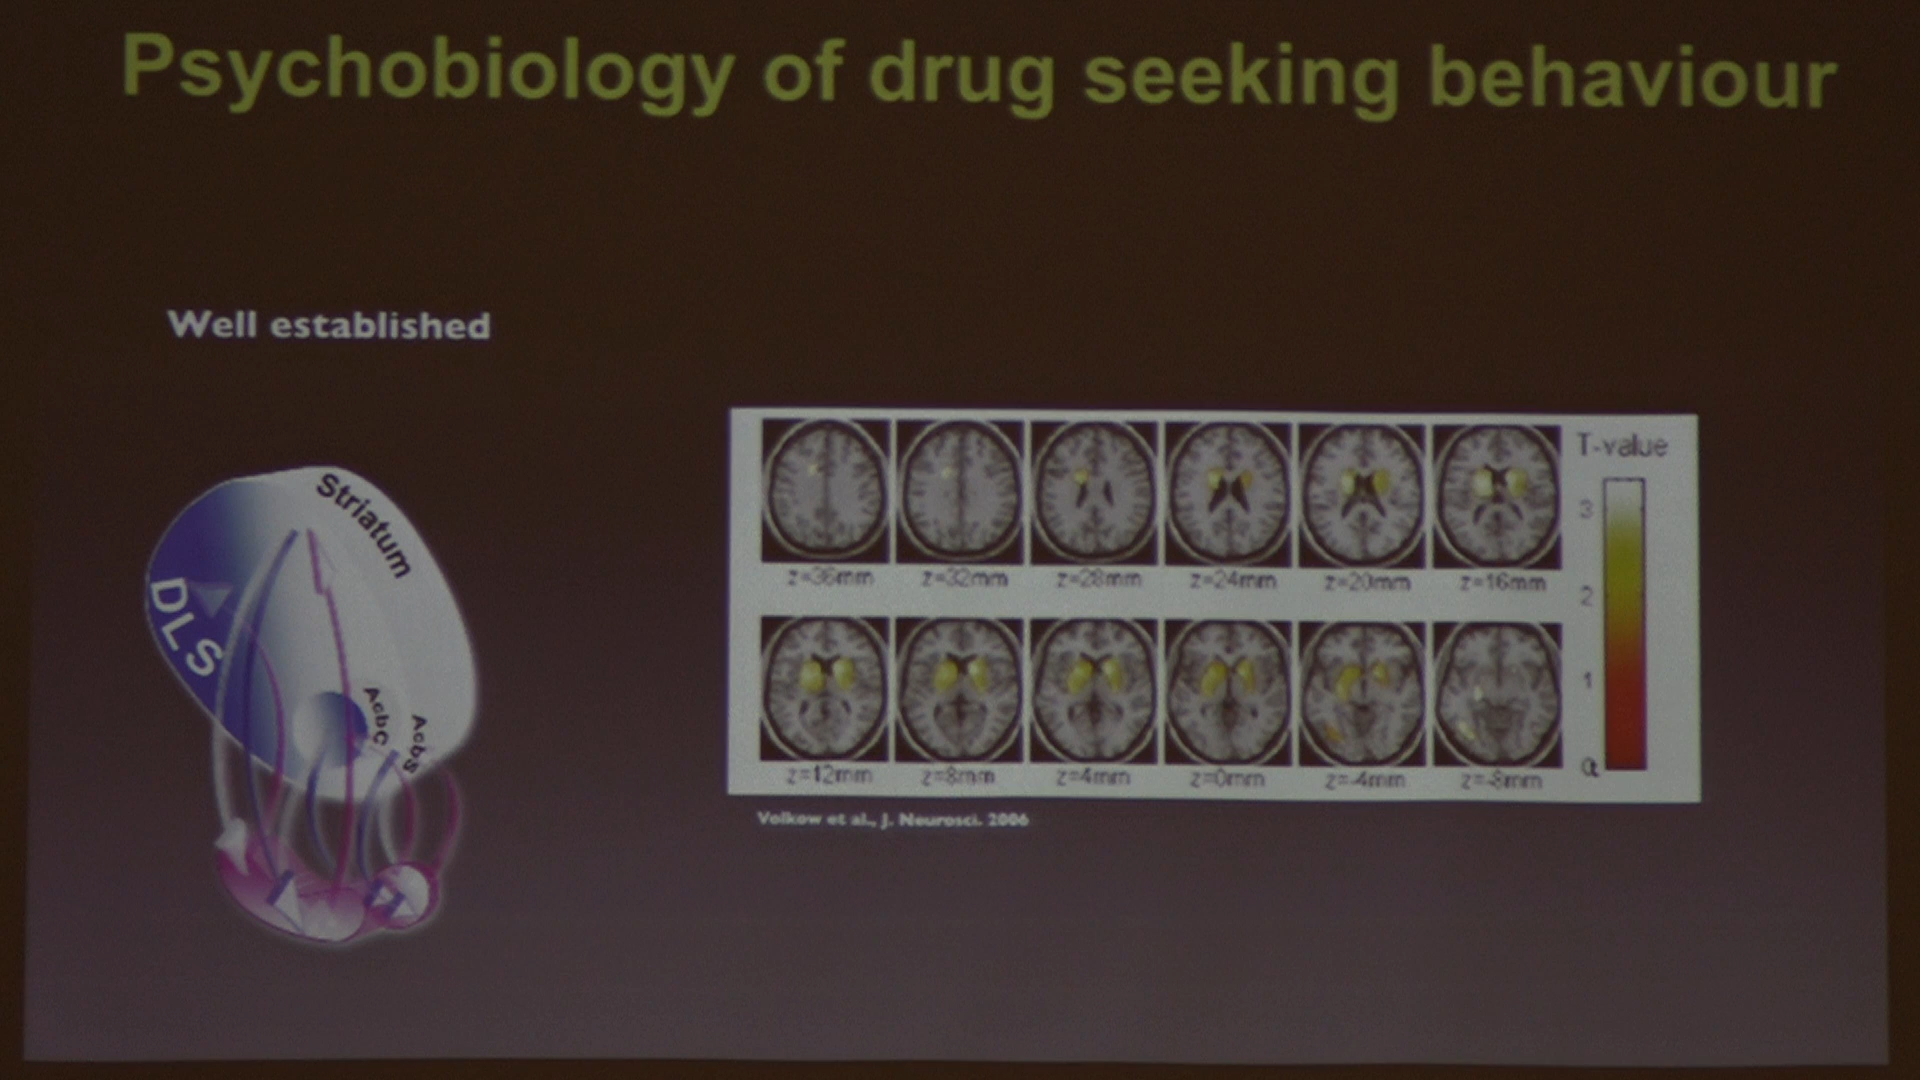 Psychobiology of drug seeking behaviour
Well established
Striatum
DLS
AcbC
AcbS
T-value
3
2
1
0
z=36mm z=32mm z=28mm z=24mm z=20mm z=16mm
z=12mm z=8mm z=4mm z=0mm z=-4mm z=-8mm
Volkow et al., J. Neurosci. 2006